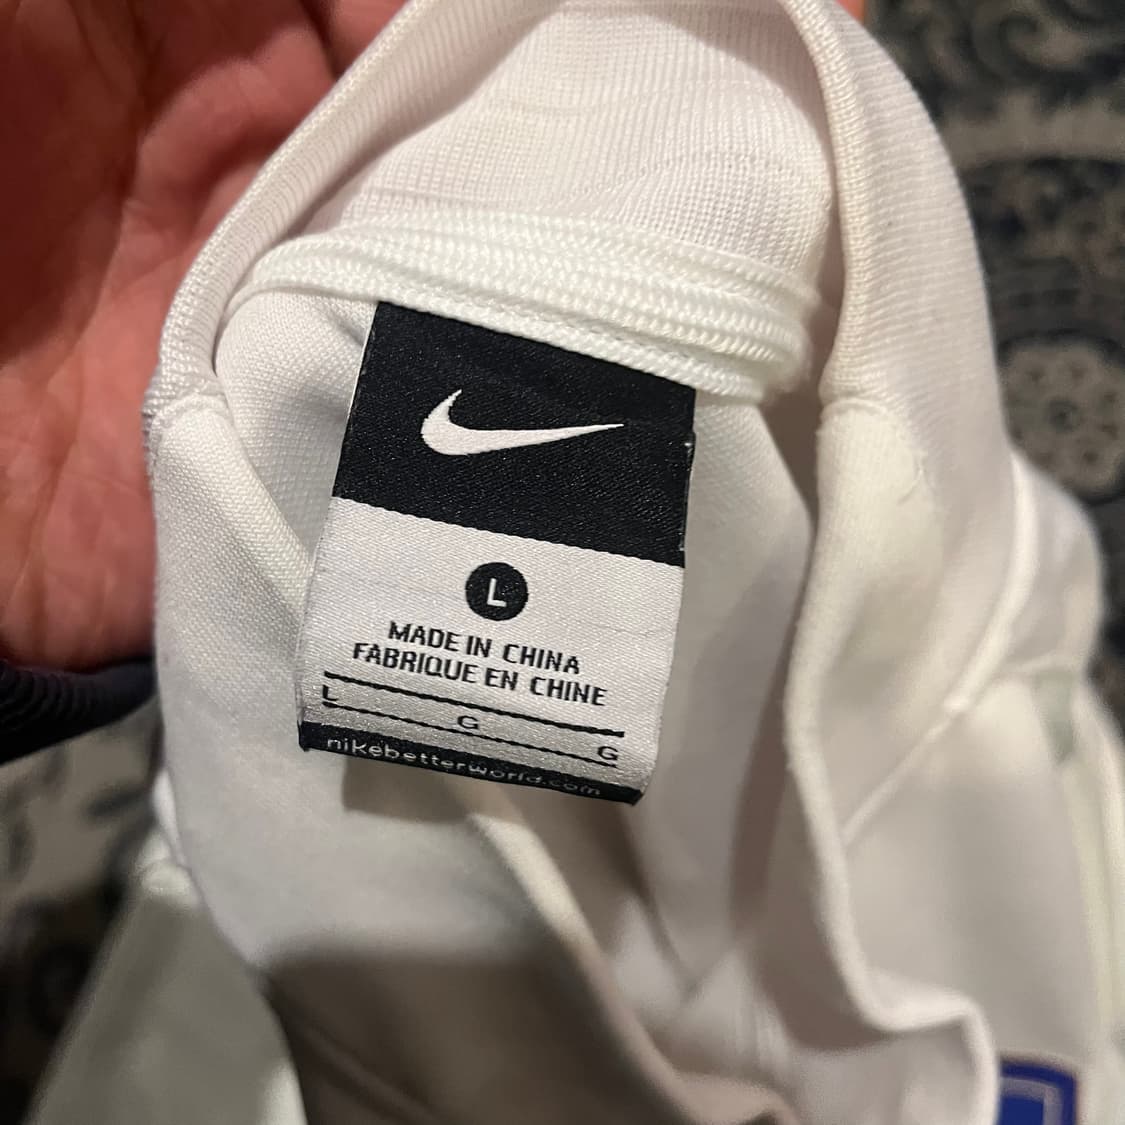 L
MADE IN CHINA
FABRIQUE EN CHINE
L G G
nikebetterworld.com